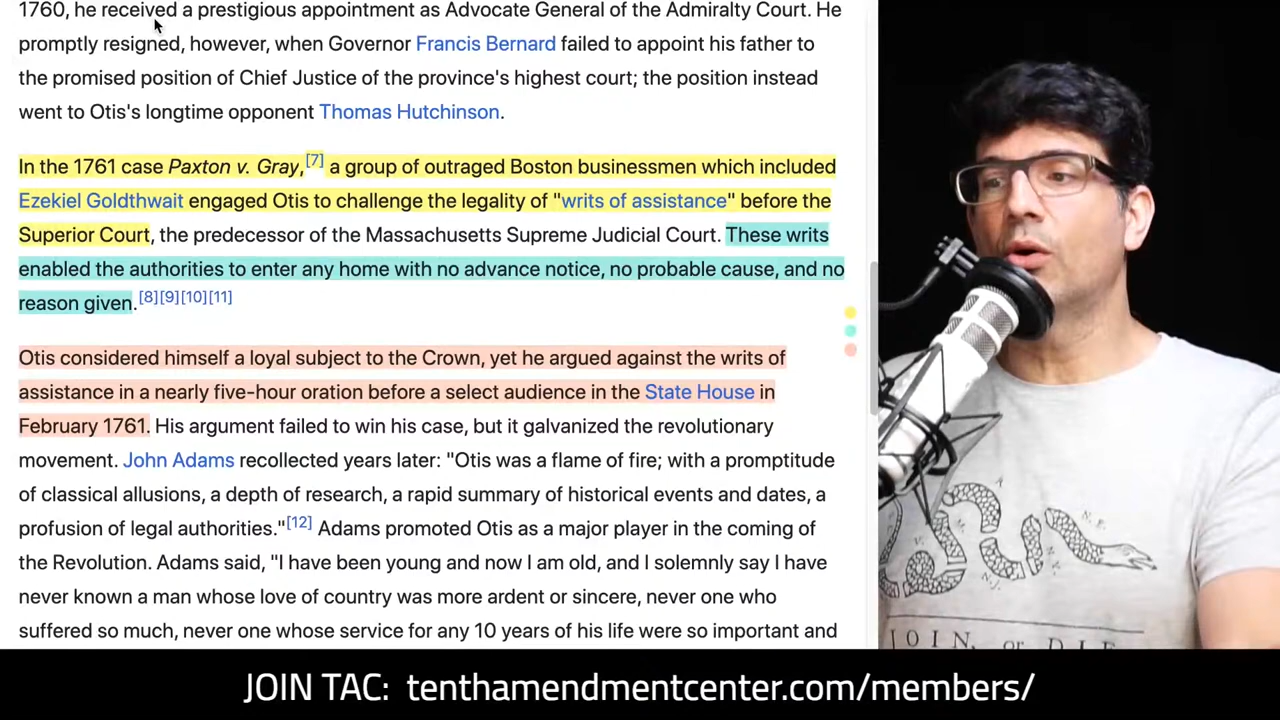 1760, he received a prestigious appointment as Advocate General of the Admiralty Court. He
promptly resigned, however, when Governor Francis Bernard failed to appoint his father to
the promised position of Chief Justice of the province's highest court; the position instead
went to Otis's longtime opponent Thomas Hutchinson.
In the 1761 case Paxton v. Gray,[7] a group of outraged Boston businessmen which included
Ezekiel Goldthwait engaged Otis to challenge the legality of "writs of assistance" before the
Superior Court, the predecessor of the Massachusetts Supreme Judicial Court. These writs
enabled the authorities to enter any home with no advance notice, no probable cause, and no
reason given.[8][9][10][11]
Otis considered himself a loyal subject to the Crown, yet he argued against the writs of
assistance in a nearly five-hour oration before a select audience in the State House in
February 1761. His argument failed to win his case, but it galvanized the revolutionary
movement. John Adams recollected years later: "Otis was a flame of fire; with a promptitude
of classical allusions, a depth of research, a rapid summary of historical events and dates, a
profusion of legal authorities."[12] Adams promoted Otis as a major player in the coming of
the Revolution. Adams said, "I have been young and now I am old, and I solemnly say I have
never known a man whose love of country was more ardent or sincere, never one who
suffered so much, never one whose service for any 10 years of his life were so important and
JOIN, or DIE
JOIN TAC: tenthamendmentcenter.com/members/